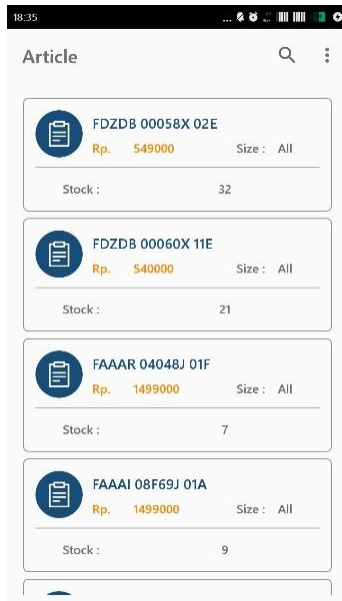 18:35
...
Article
FDZDB 00058X 02E
Rp. 549000 Size : All
Stock : 32
FDZDB 00060X 11E
Rp. 540000 Size : All
Stock : 21
FAAAR 04048J 01F
Rp. 1499000 Size : All
Stock : 7
FAAAI 08F69J 01A
Rp. 1499000 Size : All
Stock : 9